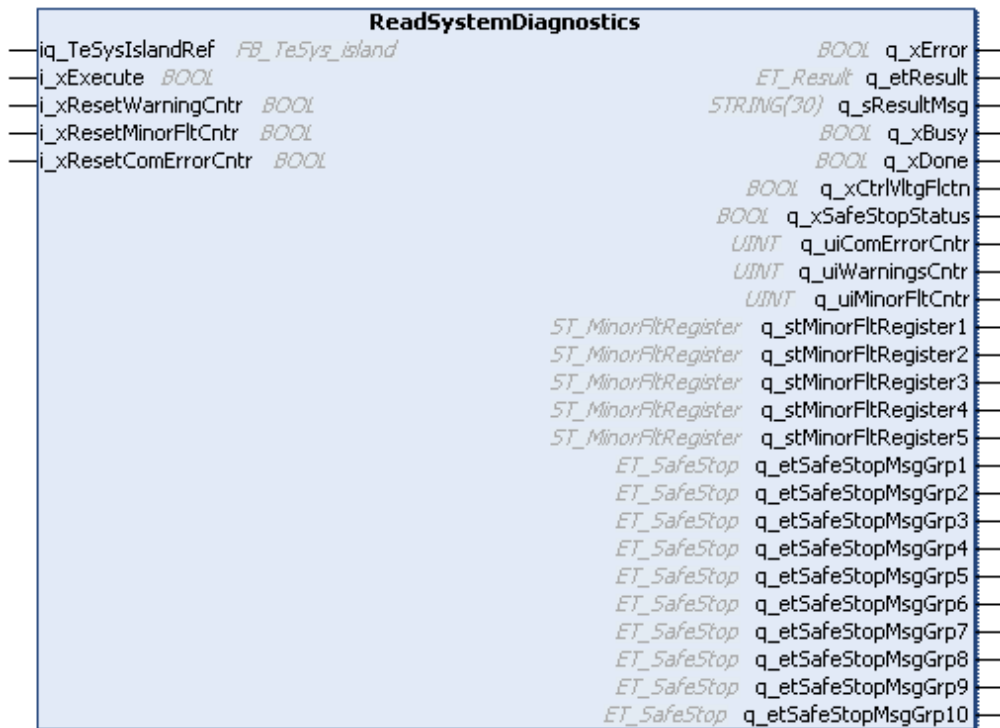 ReadSystemDiagnostics
iq_TeSysIslandRef FB_TeSys_island BOOL q_xError
i_xExecute BOOL ET_Result q_etResult
i_xResetWarningCntr BOOL STRING(30) q_sResultMsg
i_xResetMinorFltCntr BOOL BOOL q_xBusy
i_xResetComErrorCntr BOOL BOOL q_xDone
BOOL q_xCtrlVltgFlctn
BOOL q_xSafeStopStatus
UINT q_uiComErrorCntr
UINT q_uiWarningsCntr
UINT q_uiMinorFltCntr
ST_MinorFltRegister q_stMinorFltRegister1
ST_MinorFltRegister q_stMinorFltRegister2
ST_MinorFltRegister q_stMinorFltRegister3
ST_MinorFltRegister q_stMinorFltRegister4
ST_MinorFltRegister q_stMinorFltRegister5
ET_SafeStop q_etSafeStopMsgGrp1
ET_SafeStop q_etSafeStopMsgGrp2
ET_SafeStop q_etSafeStopMsgGrp3
ET_SafeStop q_etSafeStopMsgGrp4
ET_SafeStop q_etSafeStopMsgGrp5
ET_SafeStop q_etSafeStopMsgGrp6
ET_SafeStop q_etSafeStopMsgGrp7
ET_SafeStop q_etSafeStopMsgGrp8
ET_SafeStop q_etSafeStopMsgGrp9
ET_SafeStop q_etSafeStopMsgGrp10